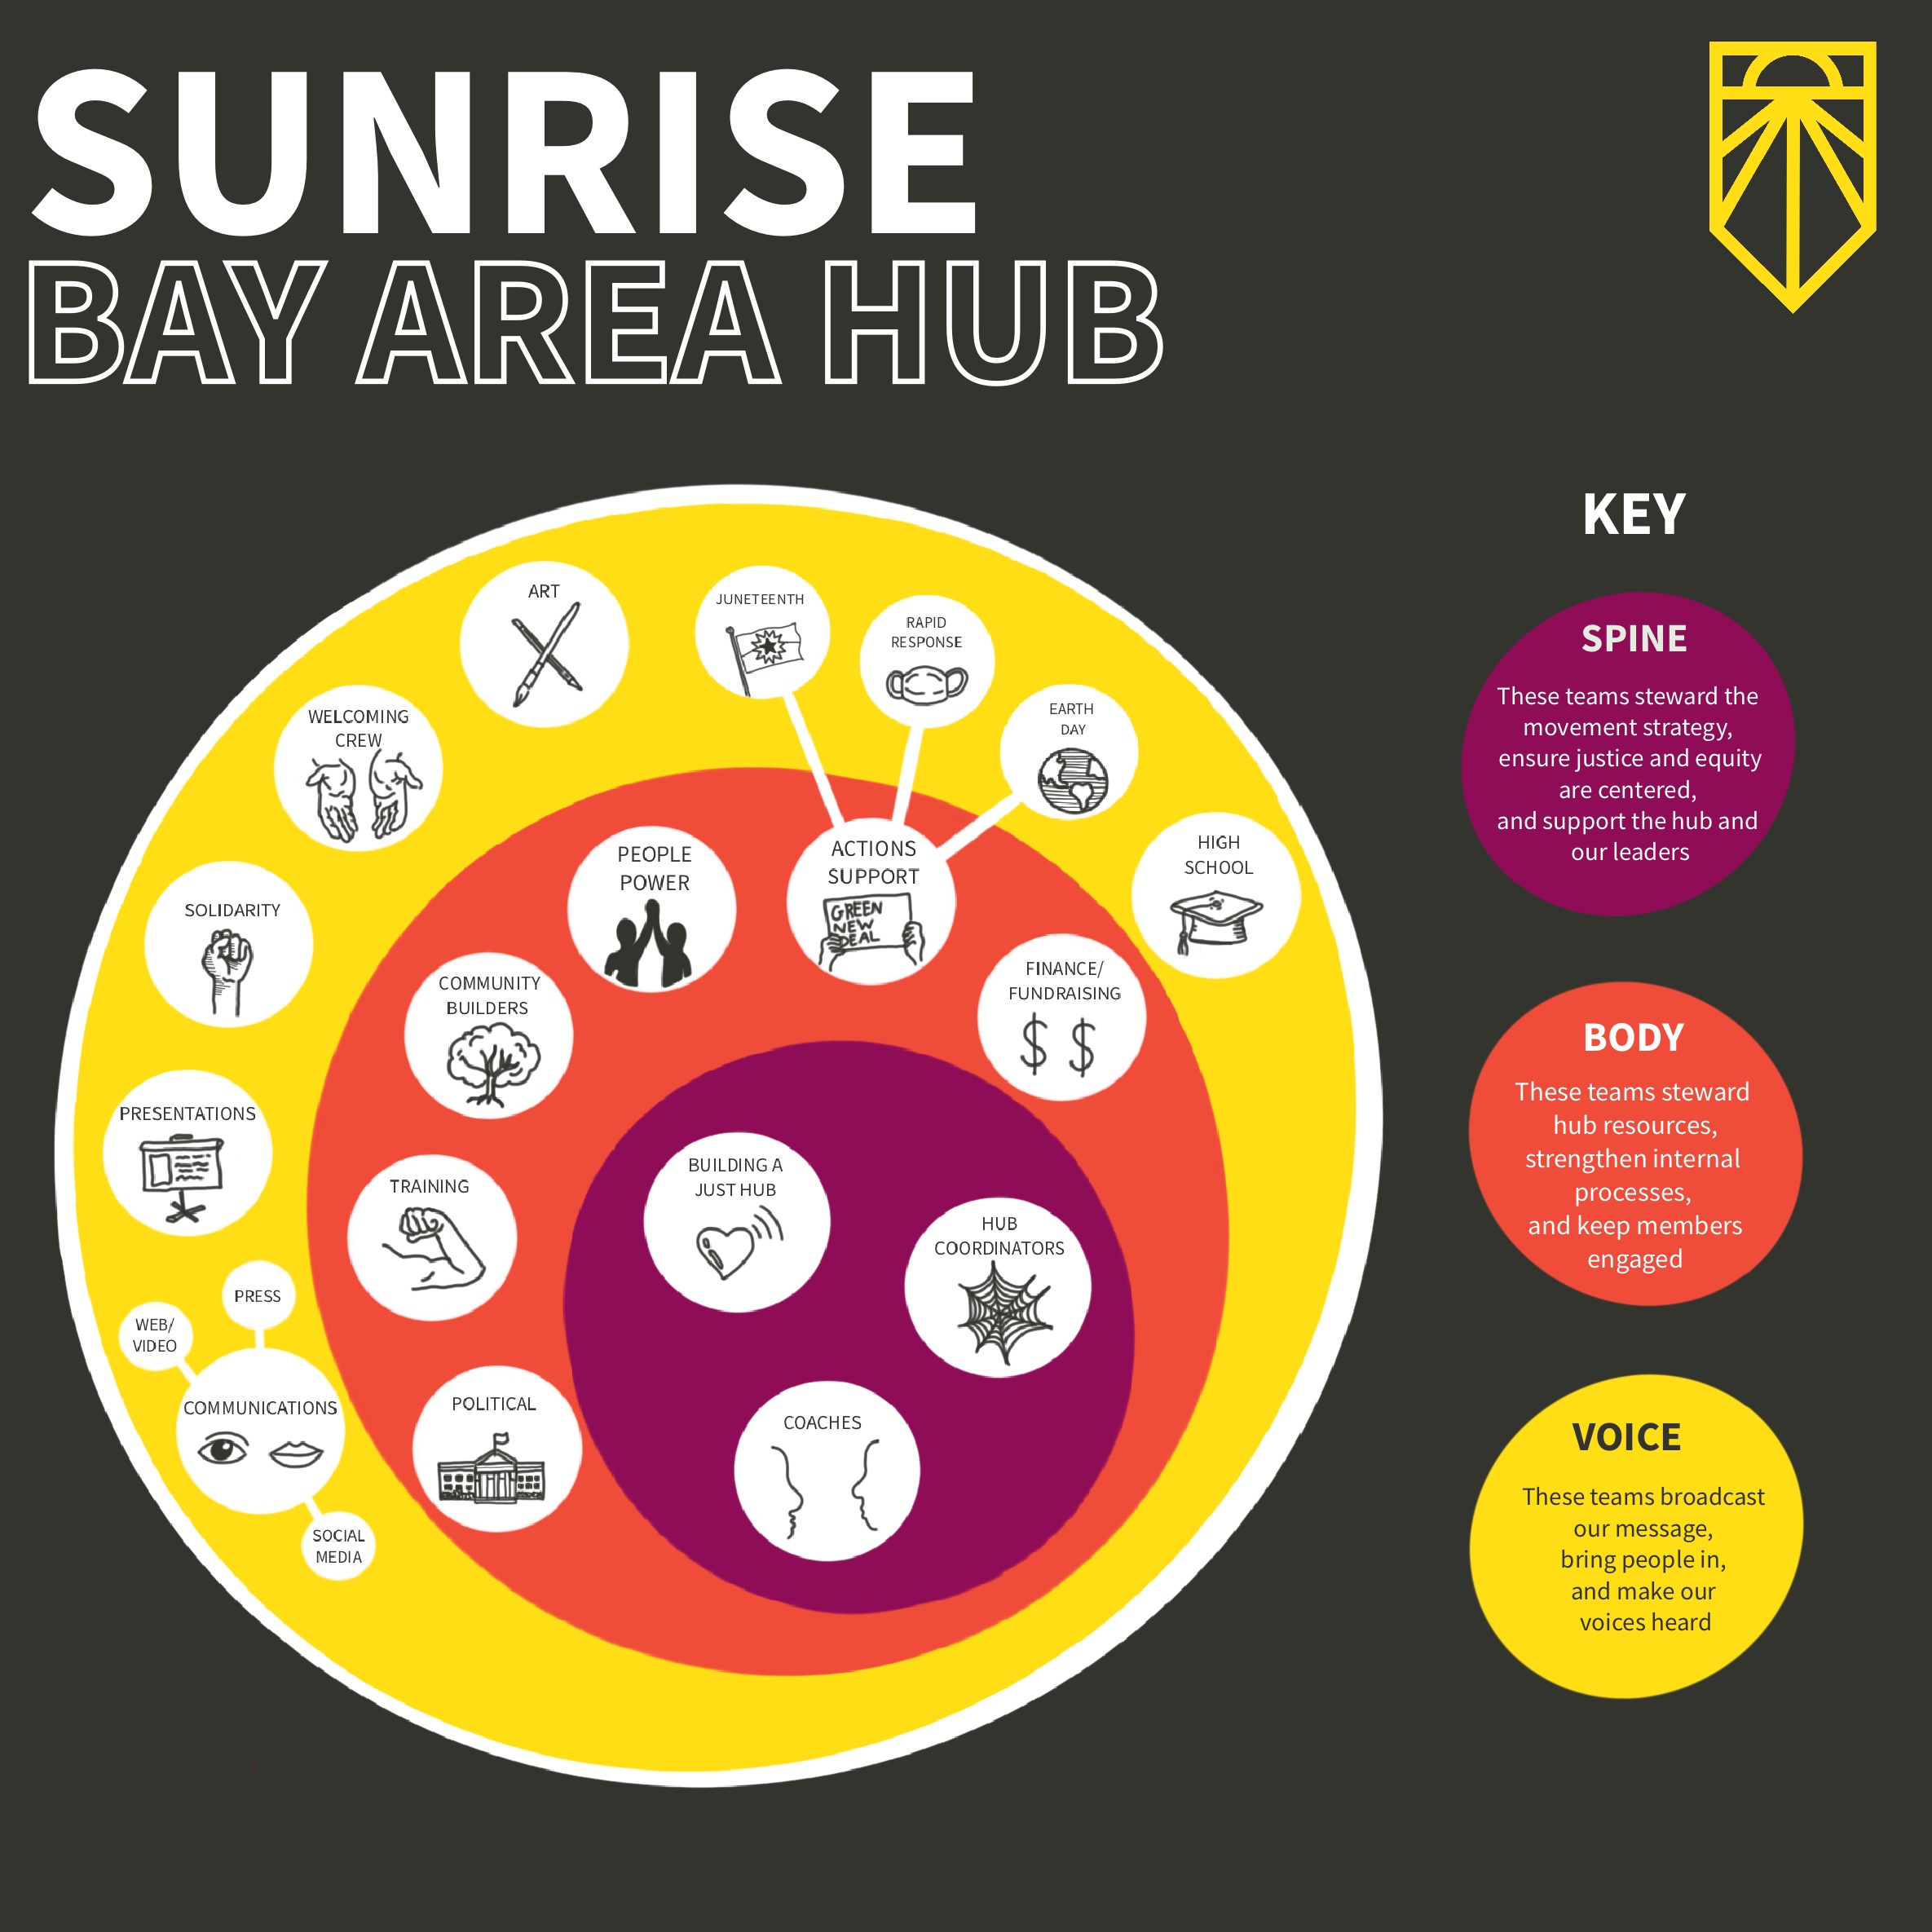 SUNRISE
BAY AREA HUB
ART
JUNETEENTH
RAPID
RESPONSE
EARTH
DAY
WELCOMING
CREW
HIGH
SCHOOL
SOLIDARITY
PEOPLE
POWER
ACTIONS
SUPPORT
GREEN
NEW
DEAL
COMMUNITY
BUILDERS
FINANCE/
FUNDRAISING
$ $
PRESENTATIONS
TRAINING
BUILDING A
JUST HUB
HUB
COORDINATORS
PRESS
WEB/
VIDEO
COMMUNICATIONS
SOCIAL
MEDIA
POLITICAL
COACHES
KEY
SPINE
These teams steward the
movement strategy,
ensure justice and equity
are centered,
and support the hub and
our leaders
BODY
These teams steward
hub resources,
strengthen internal
processes,
and keep members
engaged
VOICE
These teams broadcast
our message,
bring people in,
and make our
voices heard